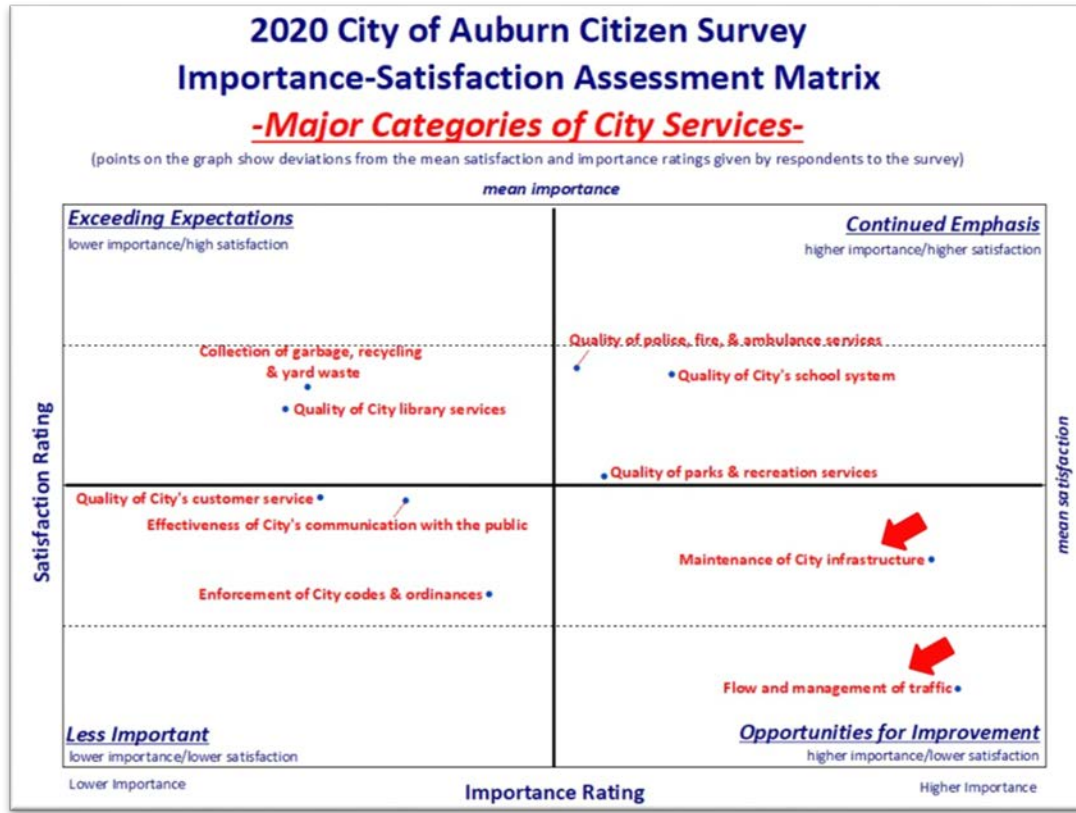 2020 City of Auburn Citizen Survey
Importance-Satisfaction Assessment Matrix
-Major Categories of City Services-
(points on the graph show deviations from the mean satisfaction and importance ratings given by respondents to the survey)
mean importance
Exceeding Expectations
lower importance/high satisfaction
Continued Emphasis
higher importance/higher satisfaction
Quality of police, fire, & ambulance services
Collection of garbage, recycling
& yard waste
Quality of City's school system
Quality of City library services
Satisfaction Rating
mean satisfaction
Quality of parks & recreation services
Quality of City's customer service
Effectiveness of City's communication with the public
Maintenance of City infrastructure
Enforcement of City codes & ordinances
Flow and management of traffic
Less Important
lower importance/lower satisfaction
Opportunities for Improvement
higher importance/lower satisfaction
Lower Importance
Importance Rating
Higher Importance